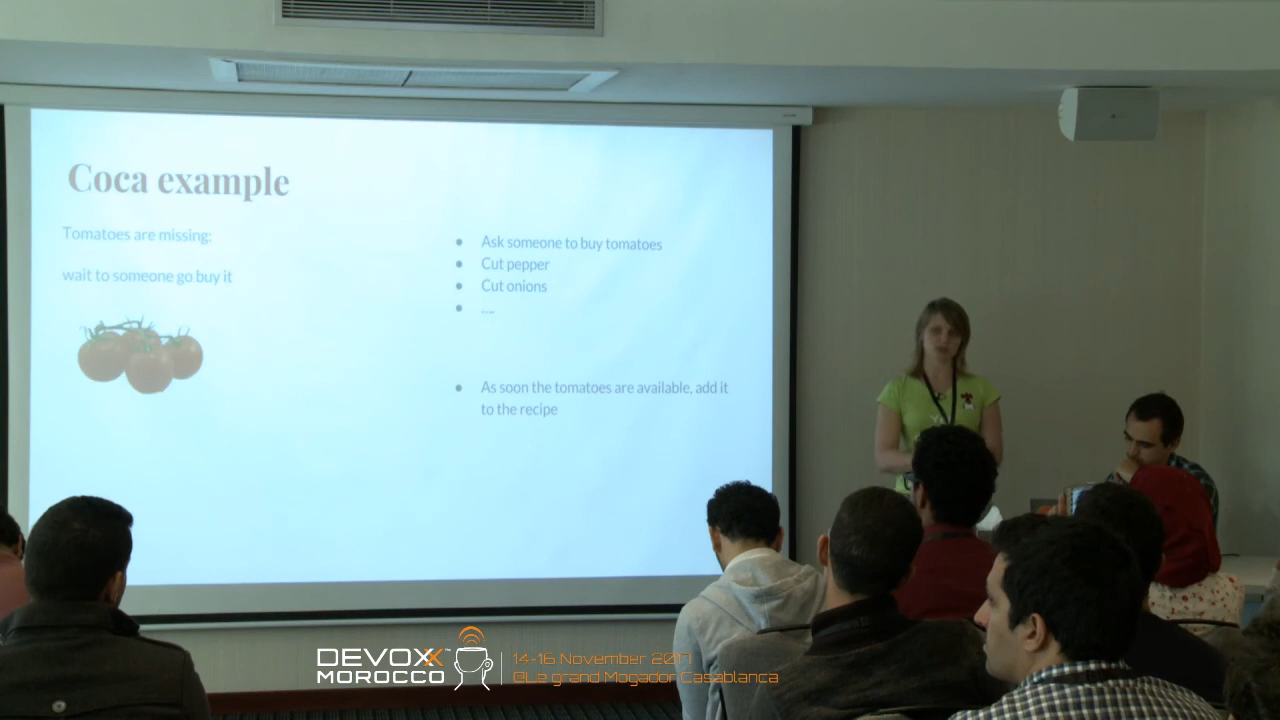 Coca example
Tomatoes are missing:
wait to someone go buy it
Ask someone to buy tomatoes
Cut pepper
Cut onions
....
As soon the tomatoes are available, add it
to the recipe
DEVOXX™
MOROCCO
14-16 November 2017
@Le grand Mogador Casablanca